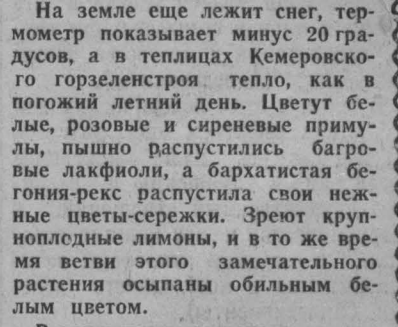 На земле еще лежит снег, тер-
мометр показывает минус 20 гра-
дусов, а в теплицах Кемеровско-
го горзеленстроя тепло, как в
погожий летний день. Цветут бе-
лые, розовые и сиреневые приму-
лы, пышно распустились багро-
вые лакфиоли, а бархатистая бе-
гония-рекс распустила свои неж-
ные цветы-сережки. Зреют круп-
ноплодные лимоны, и в то же вре-
мя ветви этого замечательного
растения осыпаны обильным бе-
лым цветом.